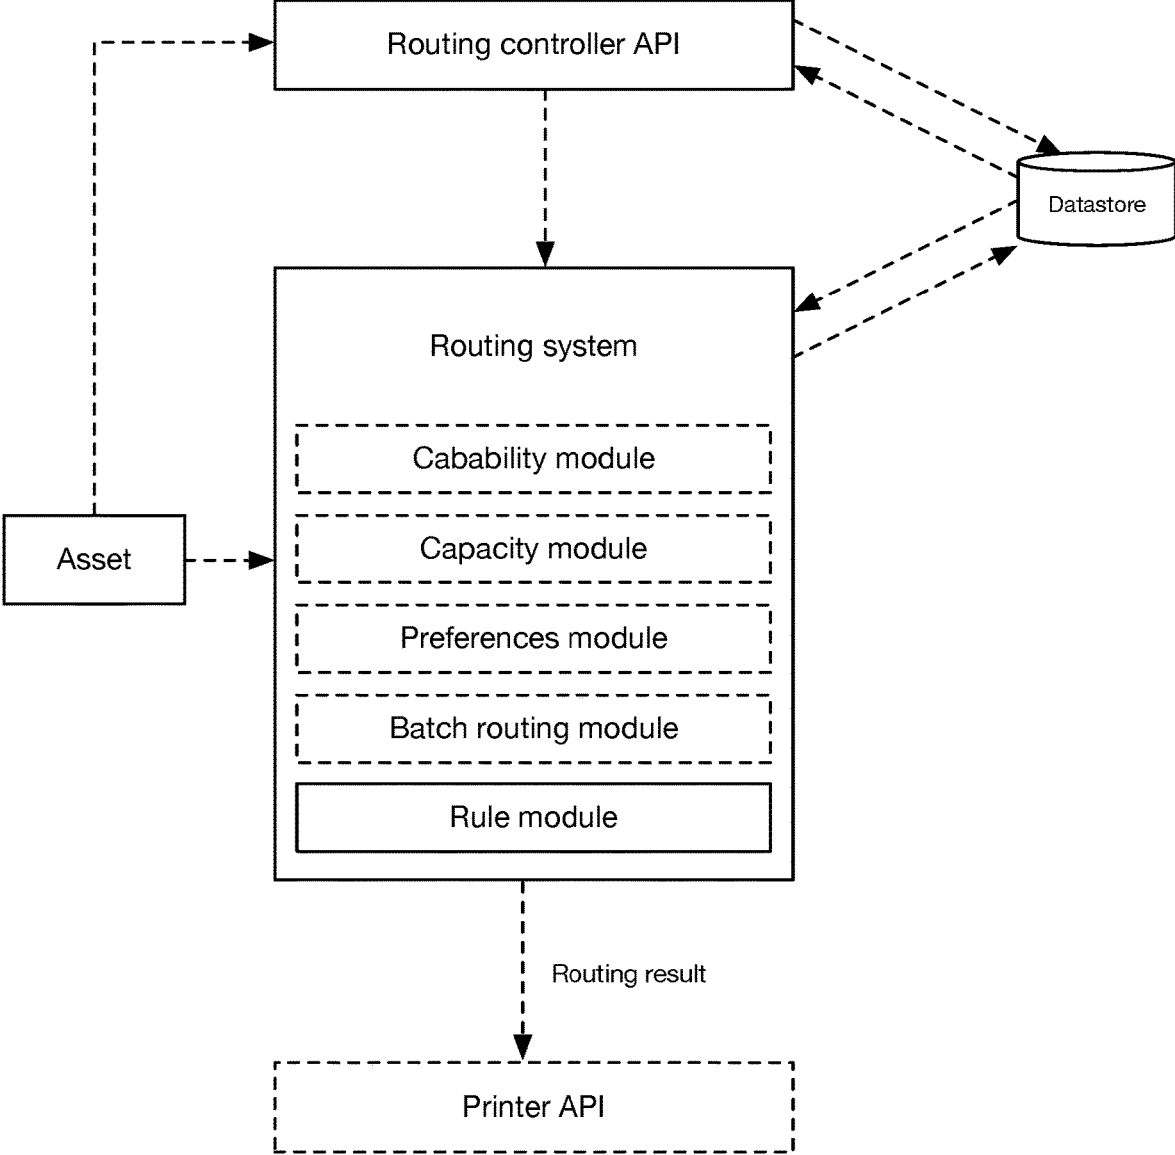 Routing controller API
Datastore
Routing system
Cabability module
Capacity module
Asset
Preferences module
Batch routing module
Rule module
Routing result
Printer API